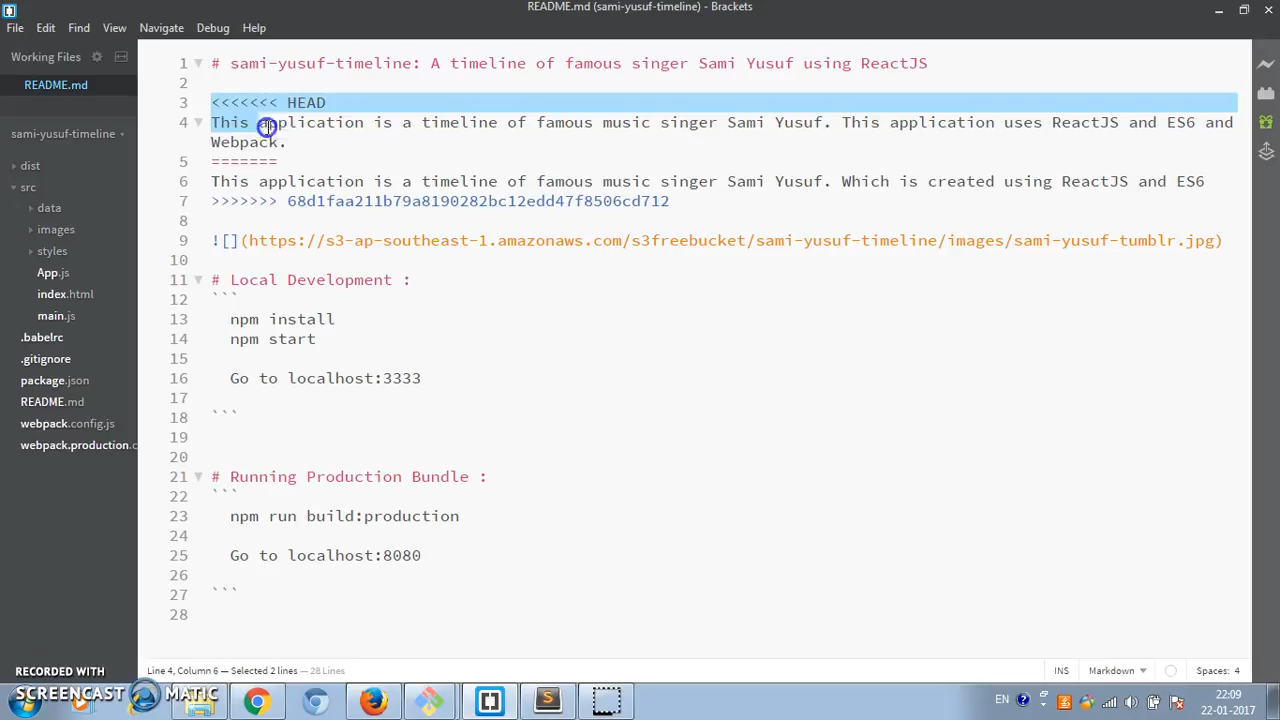 README.md (sami-yusuf-timeline) - Brackets
File Edit Find View Navigate Debug Help
Working Files
README.md
sami-yusuf-timeline
dist
src
data
images
styles
App.js
index.html
main.js
.babelrc
.gitignore
package.json
README.md
webpack.config.js
webpack.production.c
1 # sami-yusuf-timeline: A timeline of famous singer Sami Yusuf using ReactJS
2
3 <<<<<<< HEAD
4 This application is a timeline of famous music singer Sami Yusuf. This application uses ReactJS and ES6 and
Webpack.
5 =======
6 This application is a timeline of famous music singer Sami Yusuf. Which is created using ReactJS and ES6
7 >>>>>>> 68d1faa211b79a8190282bc12edd47f8506cd712
8
9 ![](https://s3-ap-southeast-1.amazonaws.com/s3freebucket/sami-yusuf-timeline/images/sami-yusuf-tumblr.jpg)
10
11 # Local Development :
12 ```
13 npm install
14 npm start
15
16 Go to localhost:3333
17
18 ```
19
20
21 # Running Production Bundle :
22 ```
23 npm run build:production
24
25 Go to localhost:8080
26
27 ```
28
Line 4, Column 6 — Selected 2 lines — 28 Lines
INS Markdown Spaces: 4
RECORDED WITH
SCREENCAST MATIC
EN 22:09
22-01-2017